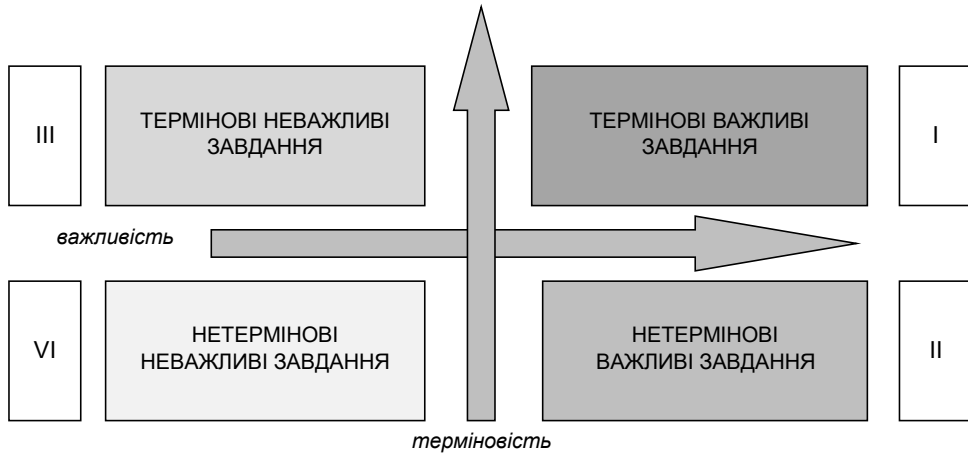 III
ТЕРМІНОВІ НЕВАЖЛИВІ
ЗАВДАННЯ
ТЕРМІНОВІ ВАЖЛИВІ
ЗАВДАННЯ
I
важливість
VI
НЕТЕРМІНОВІ
НЕВАЖЛИВІ ЗАВДАННЯ
НЕТЕРМІНОВІ
ВАЖЛИВІ ЗАВДАННЯ
II
терміновість